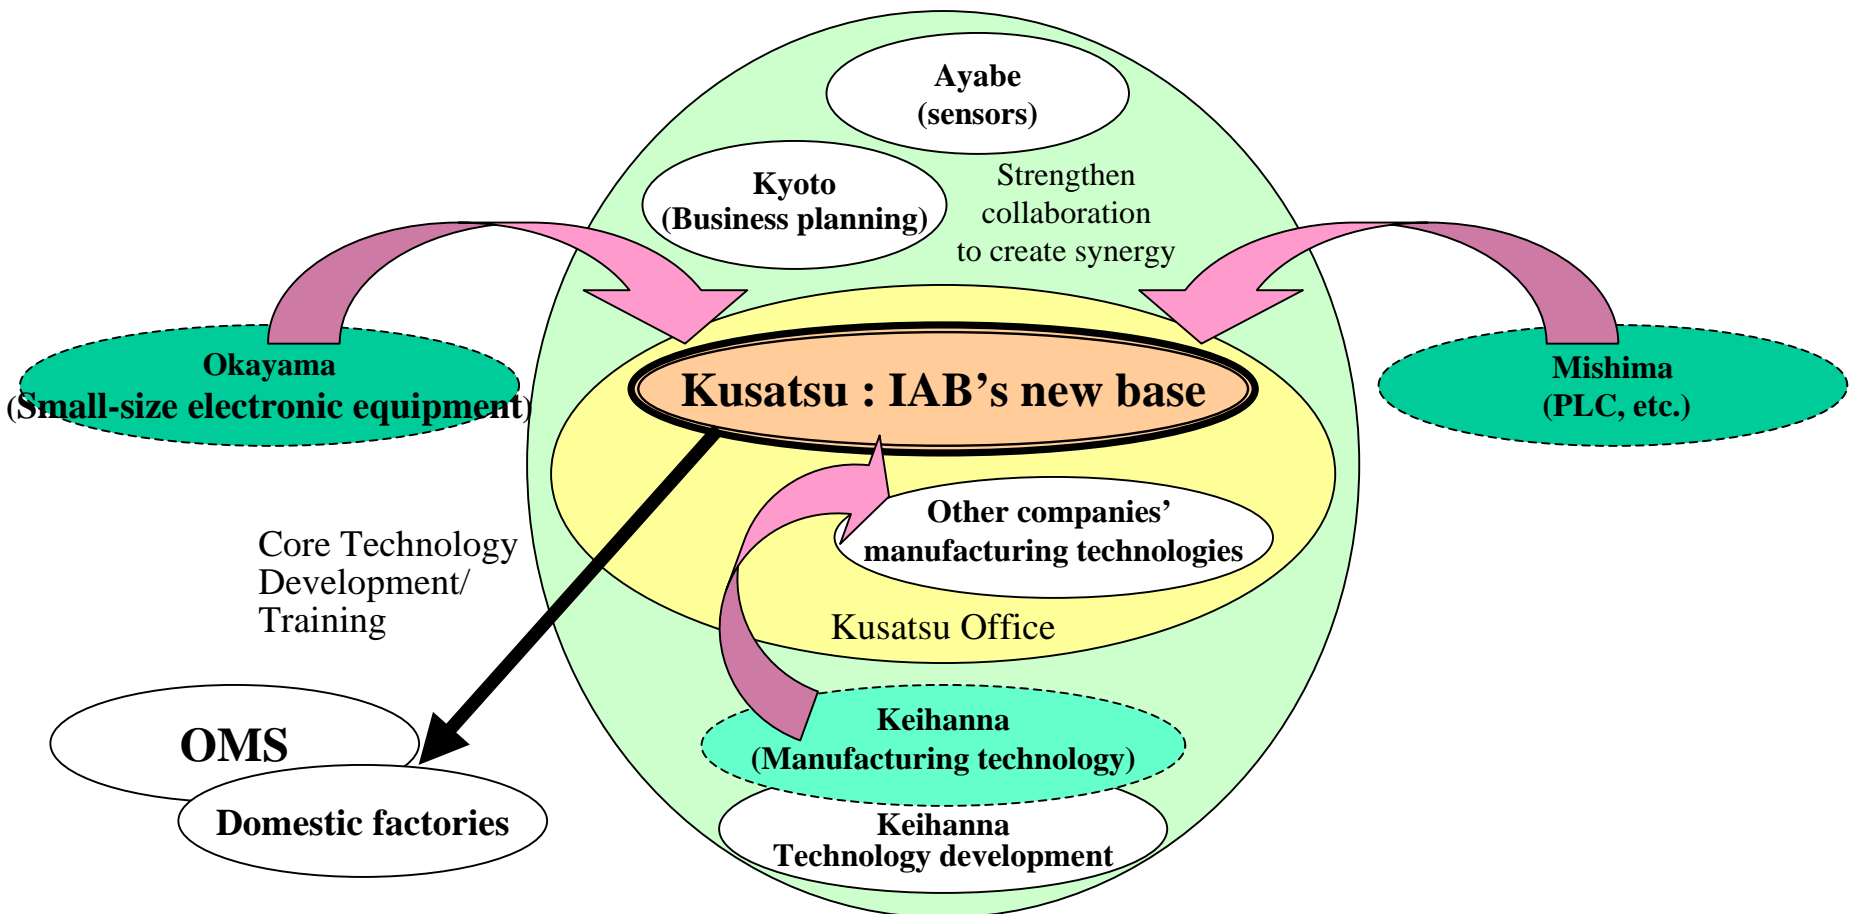 Ayabe
(sensors)
Kyoto
(Business planning)
Strengthen
collaboration
to create synergy
Okayama
(Small-size electronic equipment)
Kusatsu : IAB’s new base
Mishima
(PLC, etc.)
Other companies’
manufacturing technologies
Core Technology
Development/
Training
Kusatsu Office
Keihanna
(Manufacturing technology)
OMS
Domestic factories
Keihanna
Technology development